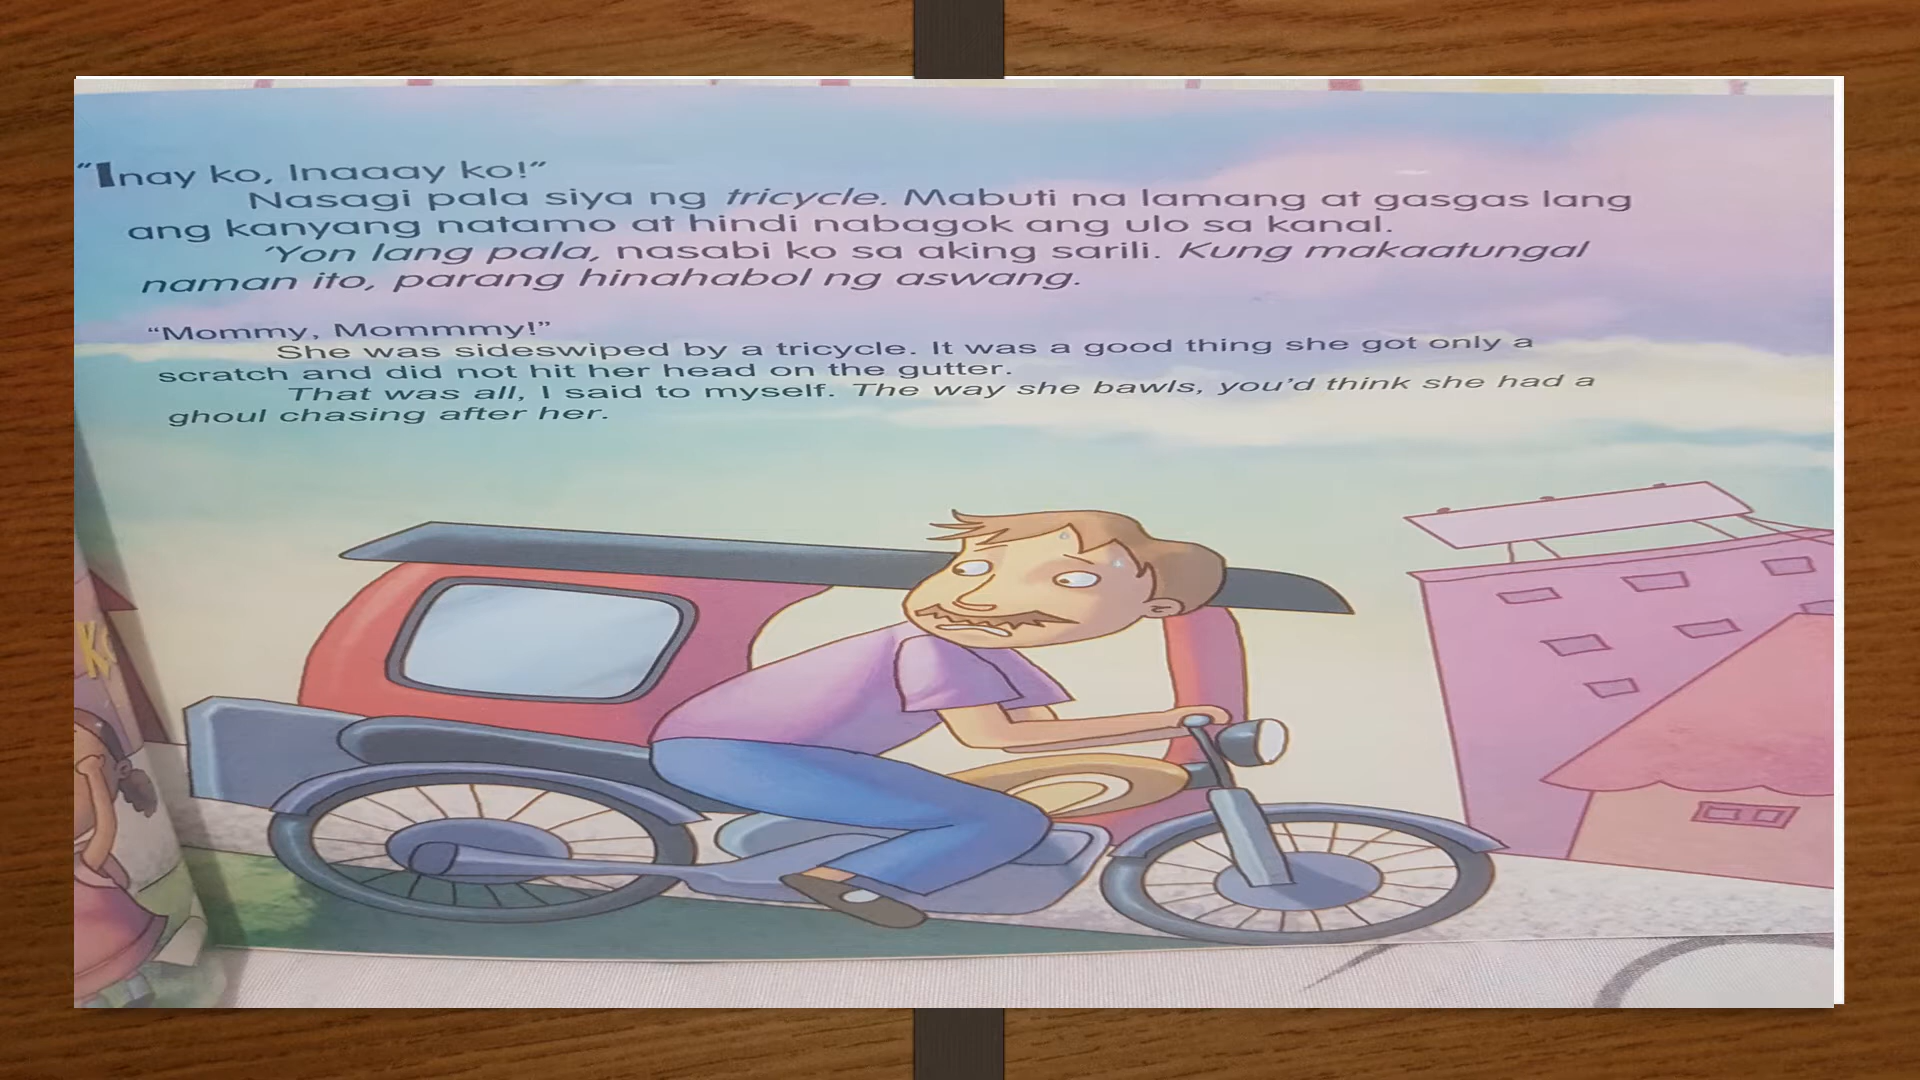 "Inay ko, Inaaay ko!"
Nasagi pala siya ng tricycle. Mabuti na lamang at gasgas lang
ang kanyang natamo at hindi nabagok ang ulo sa kanal.
'Yon lang pala, nasabi ko sa aking sarili. Kung makaatungal
naman ito, parang hinahabol ng aswang.
"Mommy, Mommmy!"
She was sideswiped by a tricycle. It was a good thing she got only a
scratch and did not hit her head on the gutter.
That was all, I said to myself. The way she bawls, you'd think she had a
ghoul chasing after her.